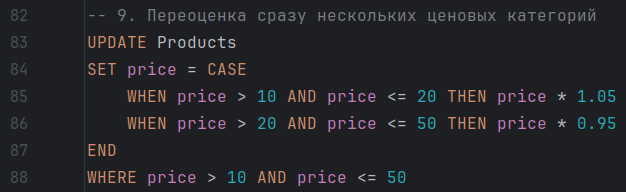 82 -- 9. Переоценка сразу нескольких ценовых категорий
83 UPDATE Products
84 SET price = CASE
85     WHEN price > 10 AND price <= 20 THEN price * 1.05
86     WHEN price > 20 AND price <= 50 THEN price * 0.95
87 END
88 WHERE price > 10 AND price <= 50